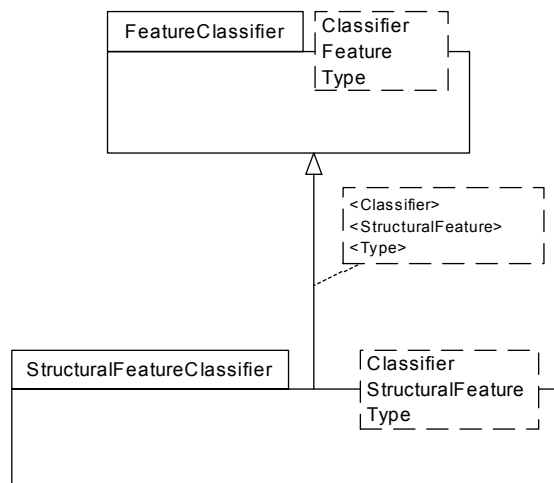 FeatureClassifier
Classifier
Feature
Type
<Classifier>
<StructuralFeature>
<Type>
StructuralFeatureClassifier
Classifier
StructuralFeature
Type